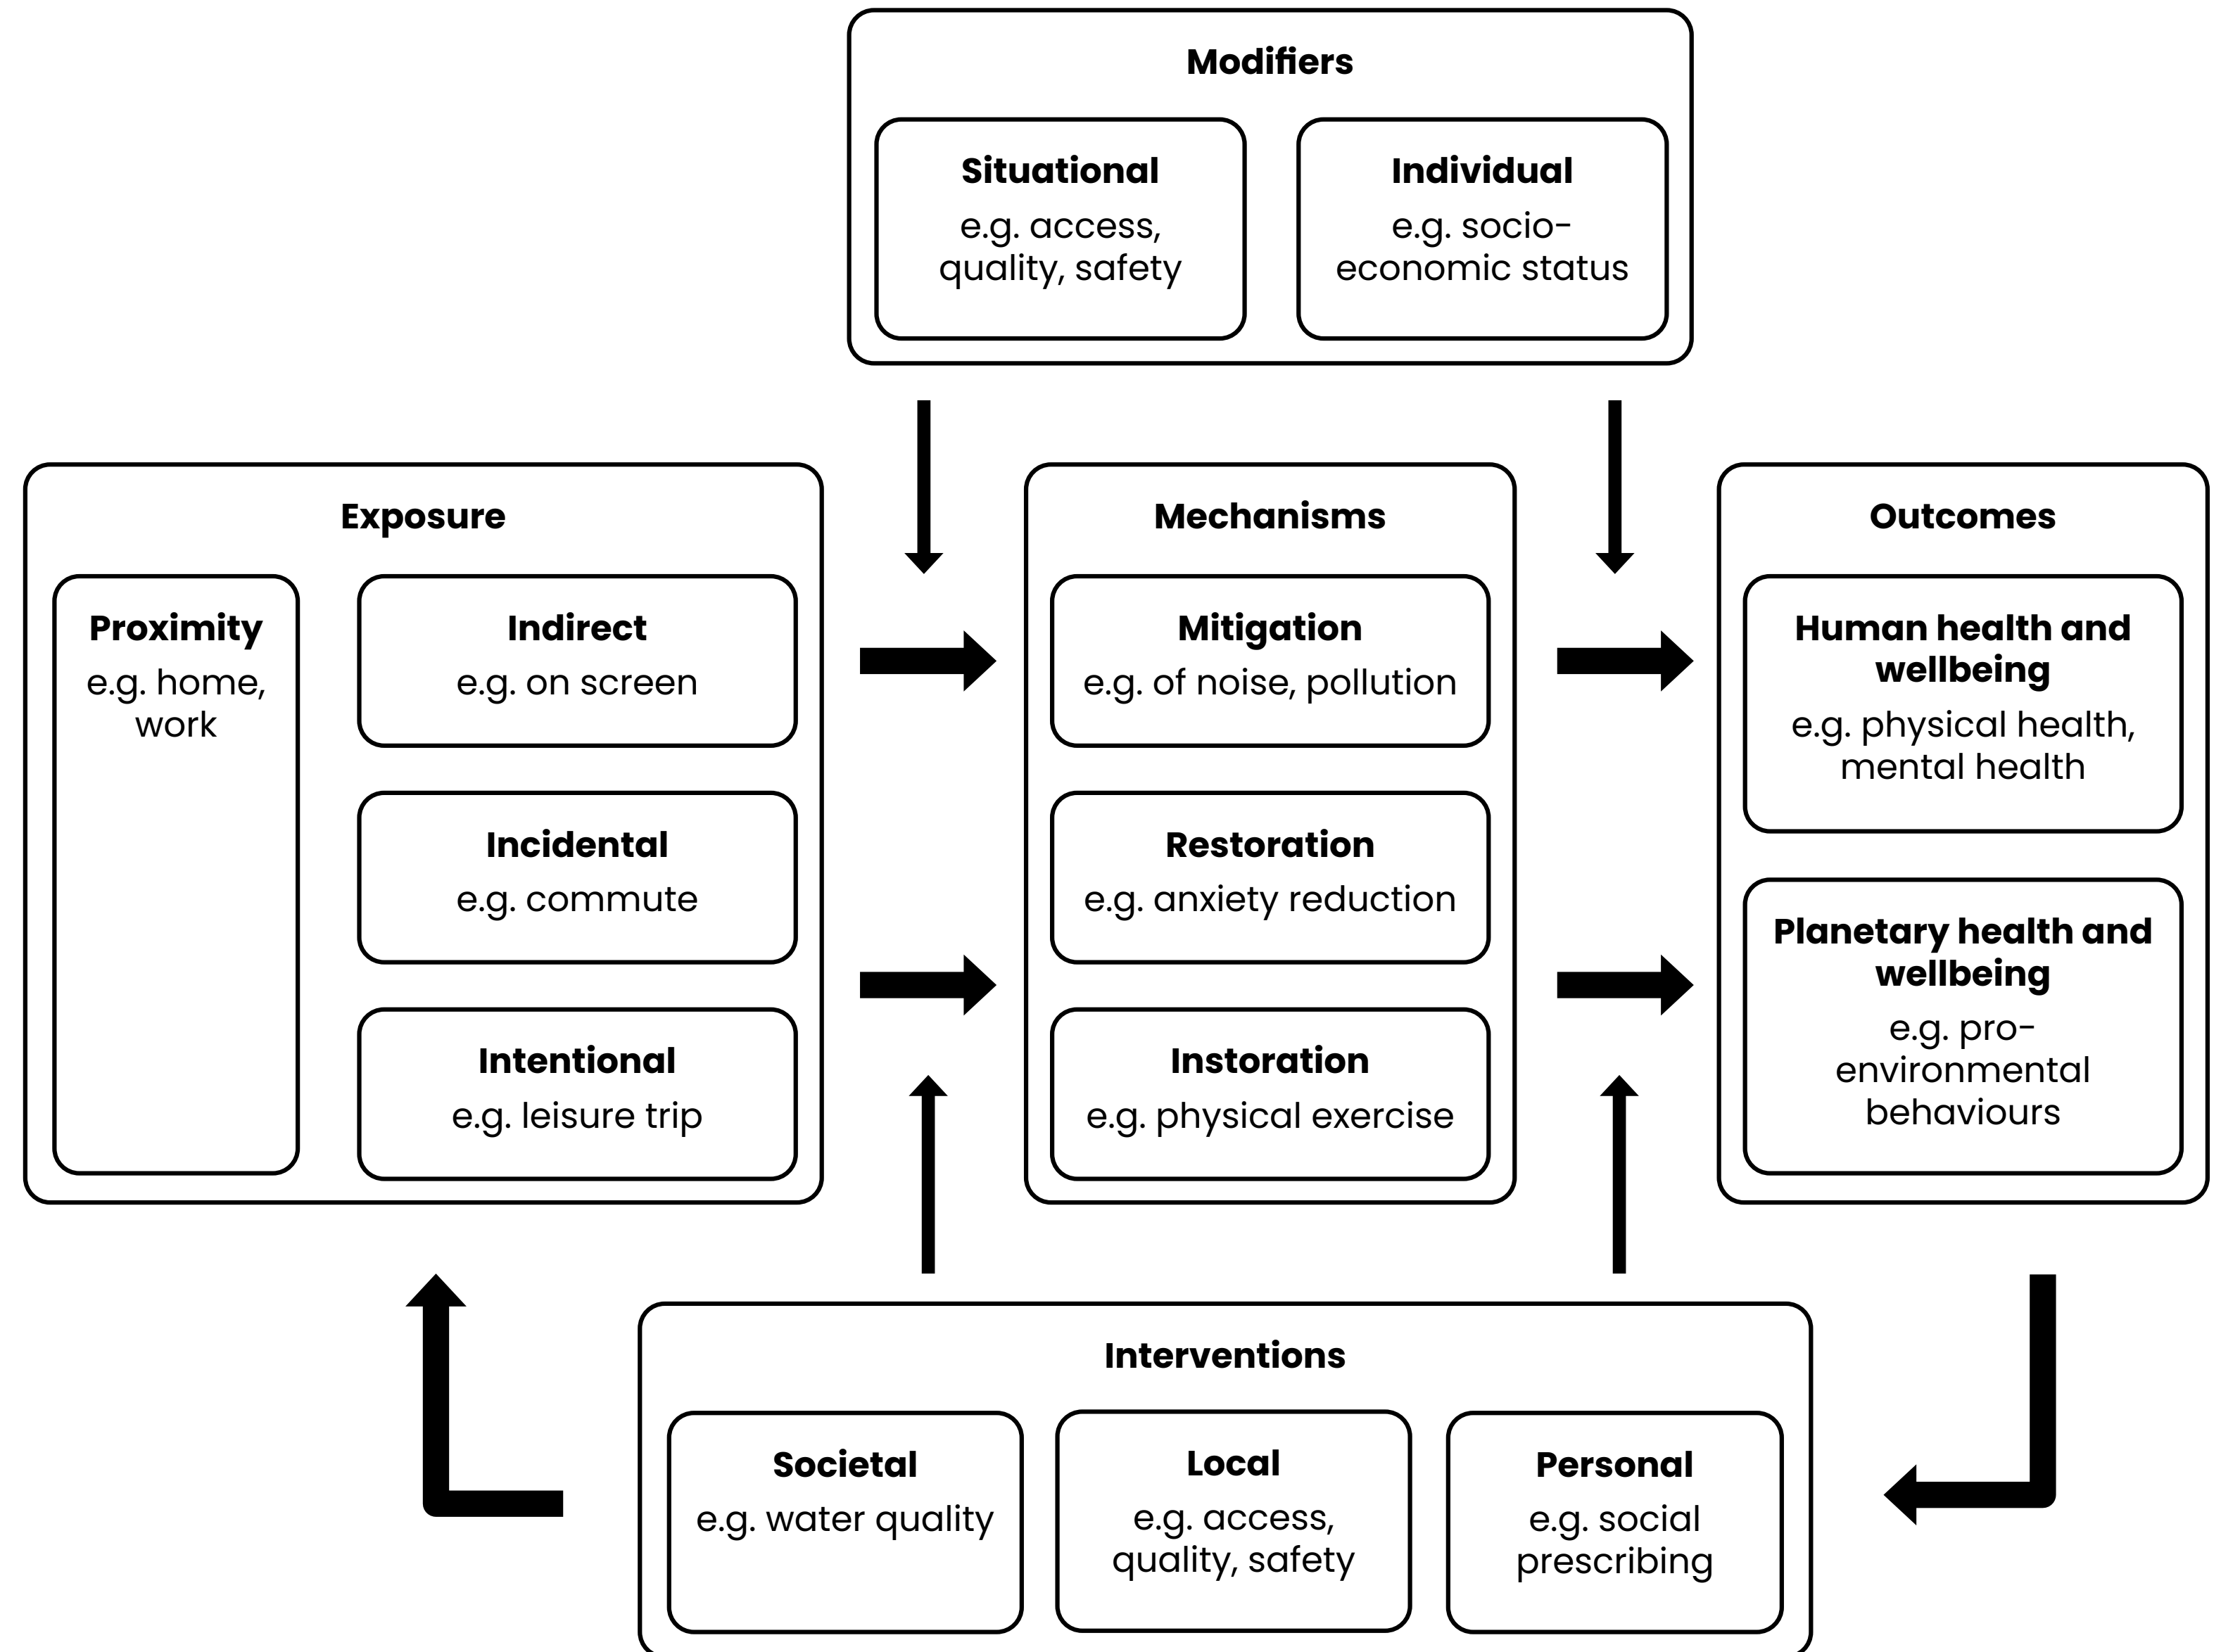 Modifiers
Situational
e.g. access,
quality, safety
Individual
e.g. socio-
economic status
Exposure
Proximity
e.g. home,
work
Indirect
e.g. on screen
Incidental
e.g. commute
Intentional
e.g. leisure trip
Mechanisms
Mitigation
e.g. of noise, pollution
Restoration
e.g. anxiety reduction
Instoration
e.g. physical exercise
Outcomes
Human health and
wellbeing
e.g. physical health,
mental health
Planetary health and
wellbeing
e.g. pro-
environmental
behaviours
Interventions
Societal
e.g. water quality
Local
e.g. access,
quality, safety
Personal
e.g. social
prescribing